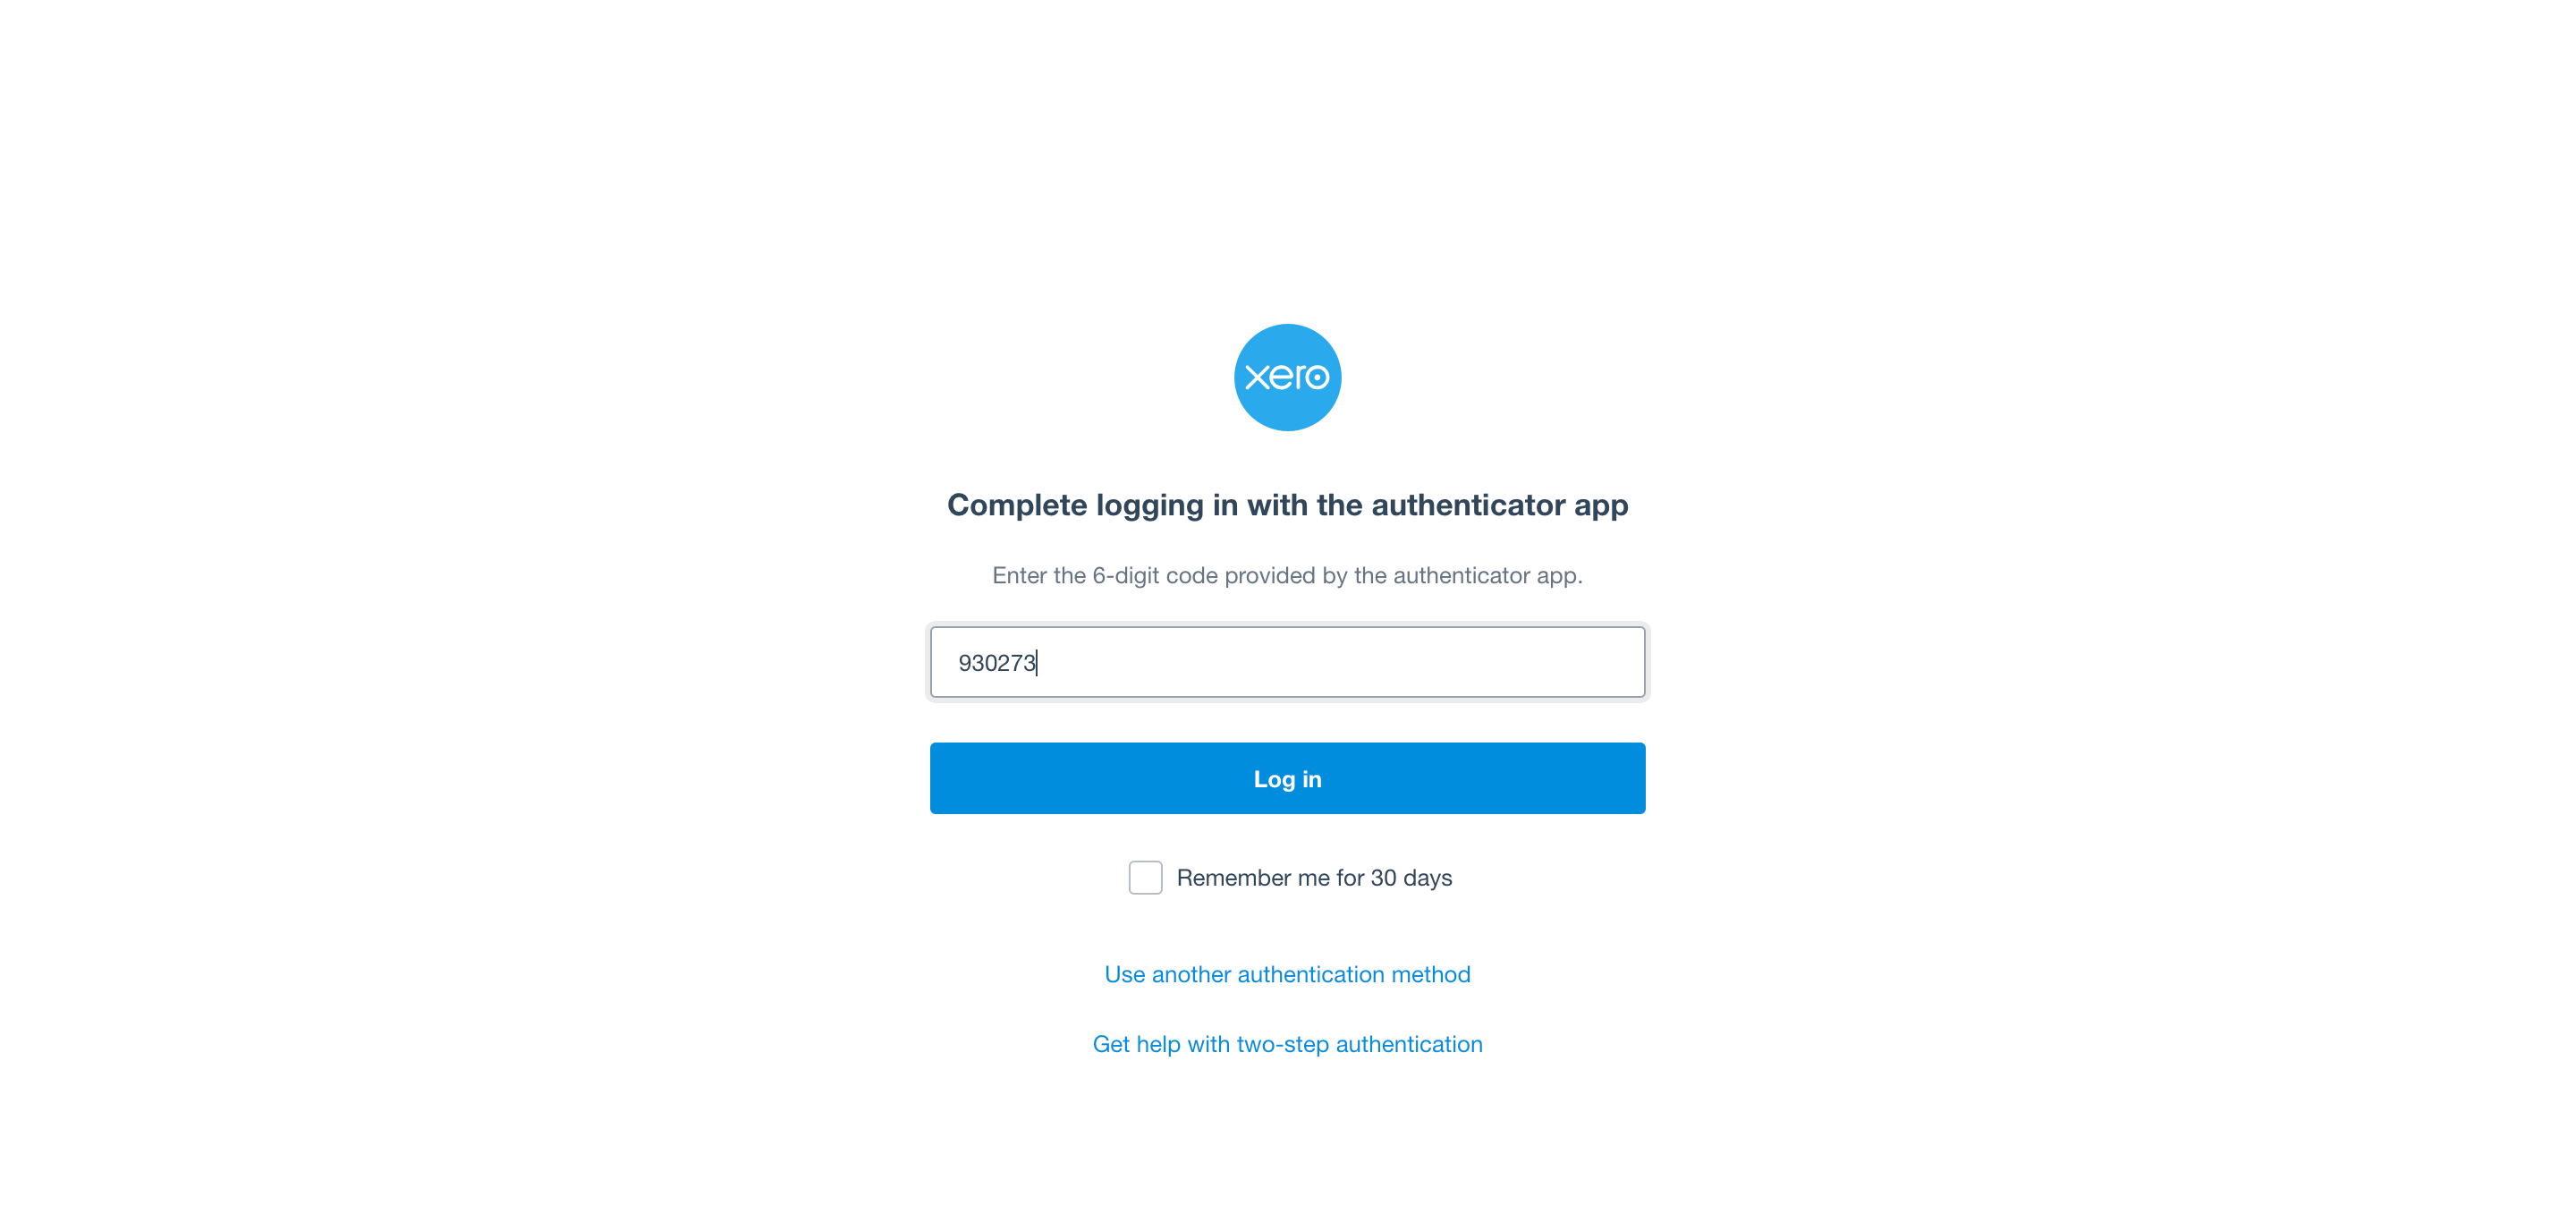 xero
Complete logging in with the authenticator app
Enter the 6-digit code provided by the authenticator app.
930273
Log in
Remember me for 30 days
Use another authentication method
Get help with two-step authentication